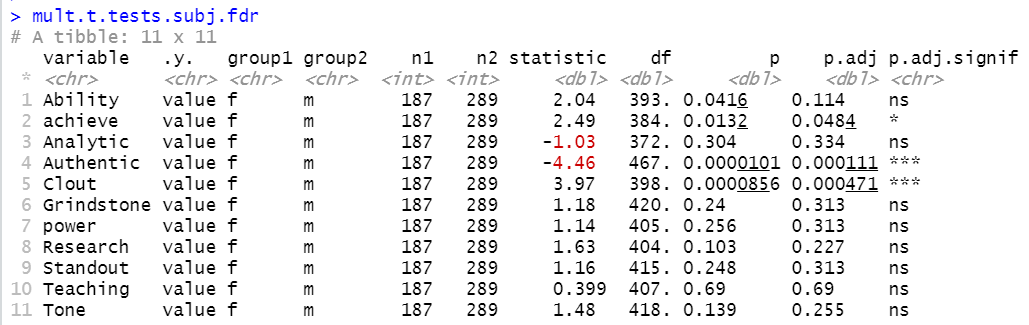 > mult.t.tests.subj.fdr
# A tibble: 11 x 11
   variable   .y.   group1 group2    n1    n2 statistic    df         p    p.adj p.adj.signif
 * <chr>      <chr> <chr>  <chr>  <int> <int>     <dbl> <dbl>     <dbl>    <dbl> <chr>
 1 Ability    value f      m        187   289     2.04   393. 0.0416    0.114    ns
 2 achieve    value f      m        187   289     2.49   384. 0.0132    0.0484   *
 3 Analytic   value f      m        187   289    -1.03   372. 0.304     0.334    ns
 4 Authentic  value f      m        187   289    -4.46   467. 0.0000101 0.000111 ***
 5 Clout      value f      m        187   289     3.97   398. 0.0000856 0.000471 ***
 6 Grindstone value f      m        187   289     1.18   420. 0.24      0.313    ns
 7 power      value f      m        187   289     1.14   405. 0.256     0.313    ns
 8 Research   value f      m        187   289     1.63   404. 0.103     0.227    ns
 9 Standout   value f      m        187   289     1.16   415. 0.248     0.313    ns
10 Teaching   value f      m        187   289     0.399  407. 0.69      0.69     ns
11 Tone       value f      m        187   289     1.48   418. 0.139     0.255    ns